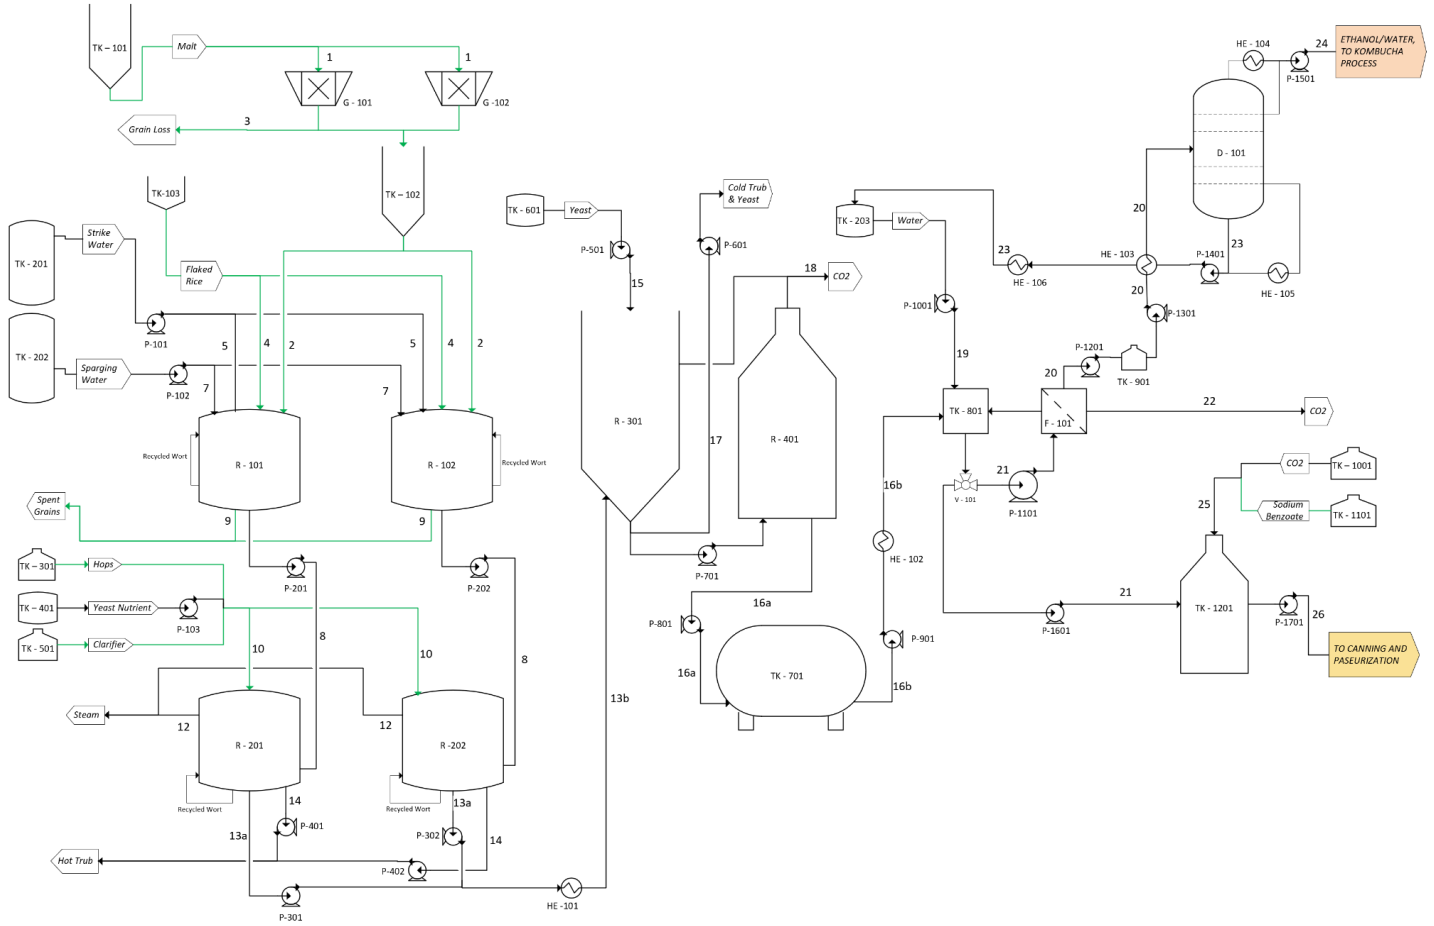 TK – 101
Malt
1
1
G - 101
G -102
3
Grain Loss
TK-103
TK – 102
TK - 201
Strike
Water
Flaked
Rice
TK - 202
Sparging
Water
P-101
P-102
5
4
2
5
4
2
7
7
R - 101
R - 102
Recycled Wort
Recycled Wort
Spent
Grains
9
9
TK – 301
Hops
TK – 401
Yeast Nutrient
P-103
TK - 501
Clarifier
P-201
P-202
8
8
10
10
Steam
12
12
R - 201
R -202
Recycled Wort
Recycled Wort
14
13a
13a
14
P-401
P-302
Hot Trub
P-402
P-301
HE -101
13b
TK - 601
Yeast
P-501
15
Cold Trub
& Yeast
P-601
18
CO2
R - 301
R - 401
17
P-701
16a
P-801
16a
TK - 701
P-901
16b
HE - 102
16b
TK - 203
Water
P-1001
19
TK - 801
V - 101
21
P-1101
F - 101
20
P-1201
TK - 901
P-1301
20
HE - 103
20
23
HE - 106
P-1401
23
HE - 105
D - 101
HE - 104
P-1501
24
ETHANOL/WATER,
TO KOMBUCHA
PROCESS
22
CO2
CO2
TK – 1001
Sodium
Benzoate
TK - 1101
25
21
P-1601
TK - 1201
P-1701
26
TO CANNING AND
PASEURIZATION